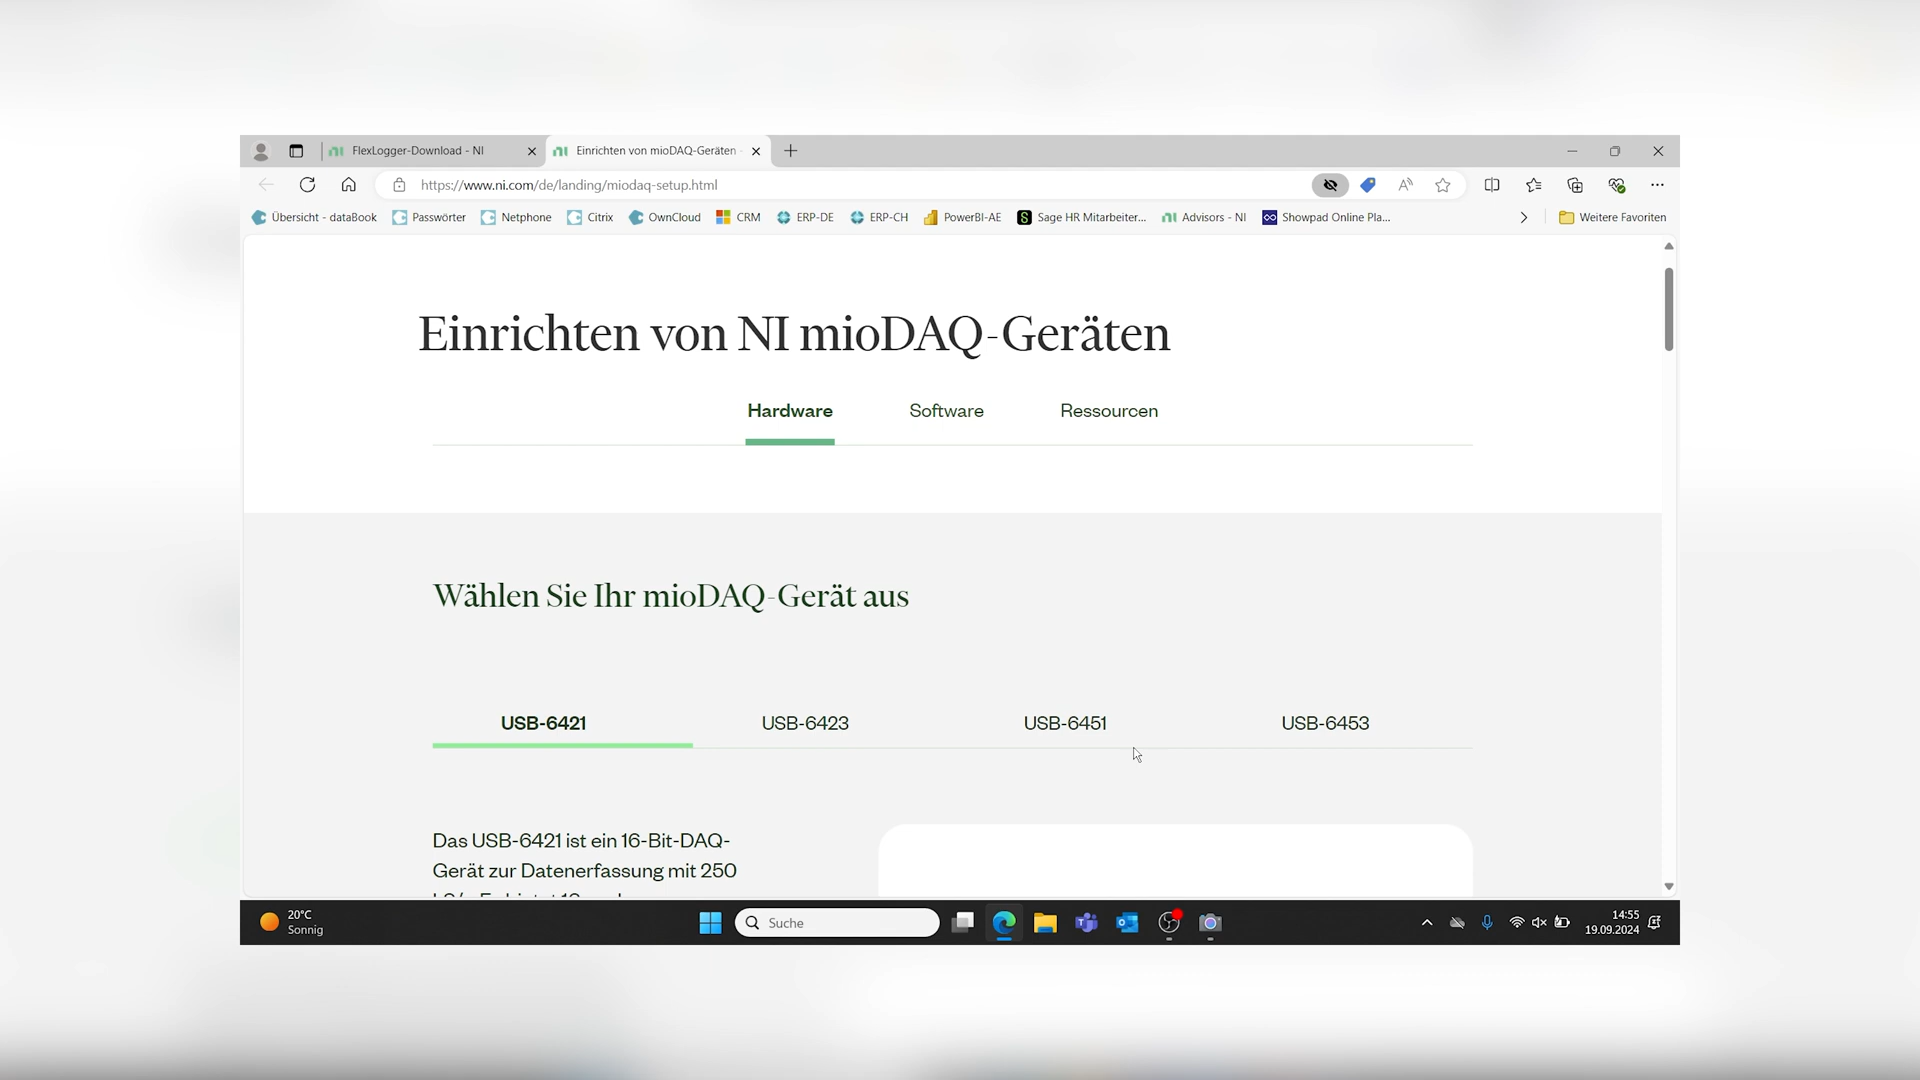 FlexLogger-Download - NI
Einrichten von mioDAQ-Geräten -
https://www.ni.com/de/landing/miodaq-setup.html
Übersicht - dataBook Passwörter Netphone Citrix OwnCloud CRM ERP-DE ERP-CH PowerBI-AE Sage HR Mitarbeiter... Advisors - NI Showpad Online Pla... Weitere Favoriten
Einrichten von NI mioDAQ-Geräten
Hardware Software Ressourcen
Wählen Sie Ihr mioDAQ-Gerät aus
USB-6421 USB-6423 USB-6451 USB-6453
Das USB-6421 ist ein 16-Bit-DAQ-
Gerät zur Datenerfassung mit 250
20°C
Sonnig
Suche
14:55
19.09.2024